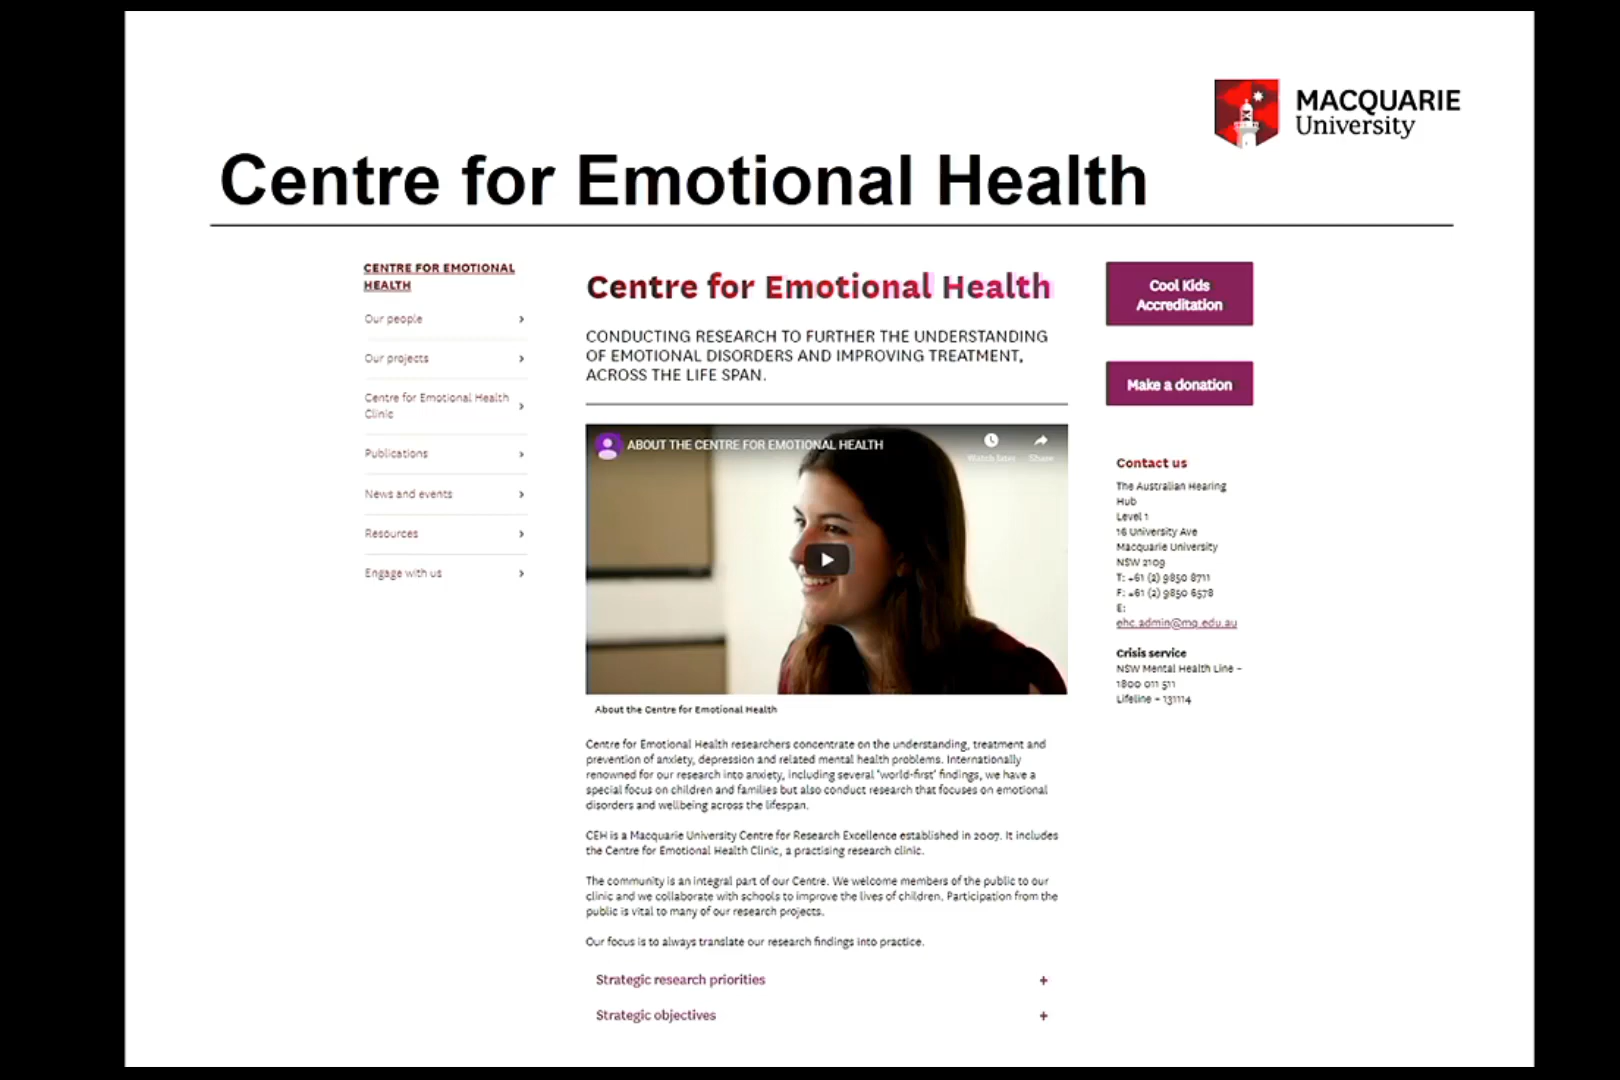 MACQUARIE
University
Centre for Emotional Health
CENTRE FOR EMOTIONAL
HEALTH
Our people
Our projects
Centre for Emotional Health
Clinic
Publications
News and events
Resources
Engage with us
Centre for Emotional Health
CONDUCTING RESEARCH TO FURTHER THE UNDERSTANDING
OF EMOTIONAL DISORDERS AND IMPROVING TREATMENT,
ACROSS THE LIFE SPAN.
ABOUT THE CENTRE FOR EMOTIONAL HEALTH
Watch later
Share
About the Centre for Emotional Health
Centre for Emotional Health researchers concentrate on the understanding, treatment and
prevention of anxiety, depression and related mental health problems. Internationally
renowned for our research into anxiety, including several 'world-first' findings, we have a
special focus on children and families but also conduct research that focuses on emotional
disorders and wellbeing across the lifespan.
CEH is a Macquarie University Centre for Research Excellence established in 2007. It includes
the Centre for Emotional Health Clinic, a practising research clinic.
The community is an integral part of our Centre. We welcome members of the public to our
clinic and we collaborate with schools to improve the lives of children. Participation from the
public is vital to many of our research projects.
Our focus is to always translate our research findings into practice.
Strategic research priorities +
Strategic objectives +
Cool Kids
Accreditation
Make a donation
Contact us
The Australian Hearing
Hub
Level 1
16 University Ave
Macquarie University
NSW 2109
T: +61 (2) 9850 8711
F: +61 (2) 9850 6578
E:
ehc.admin@mq.edu.au
Crisis service
NSW Mental Health Line –
1800 011 511
Lifeline – 131114